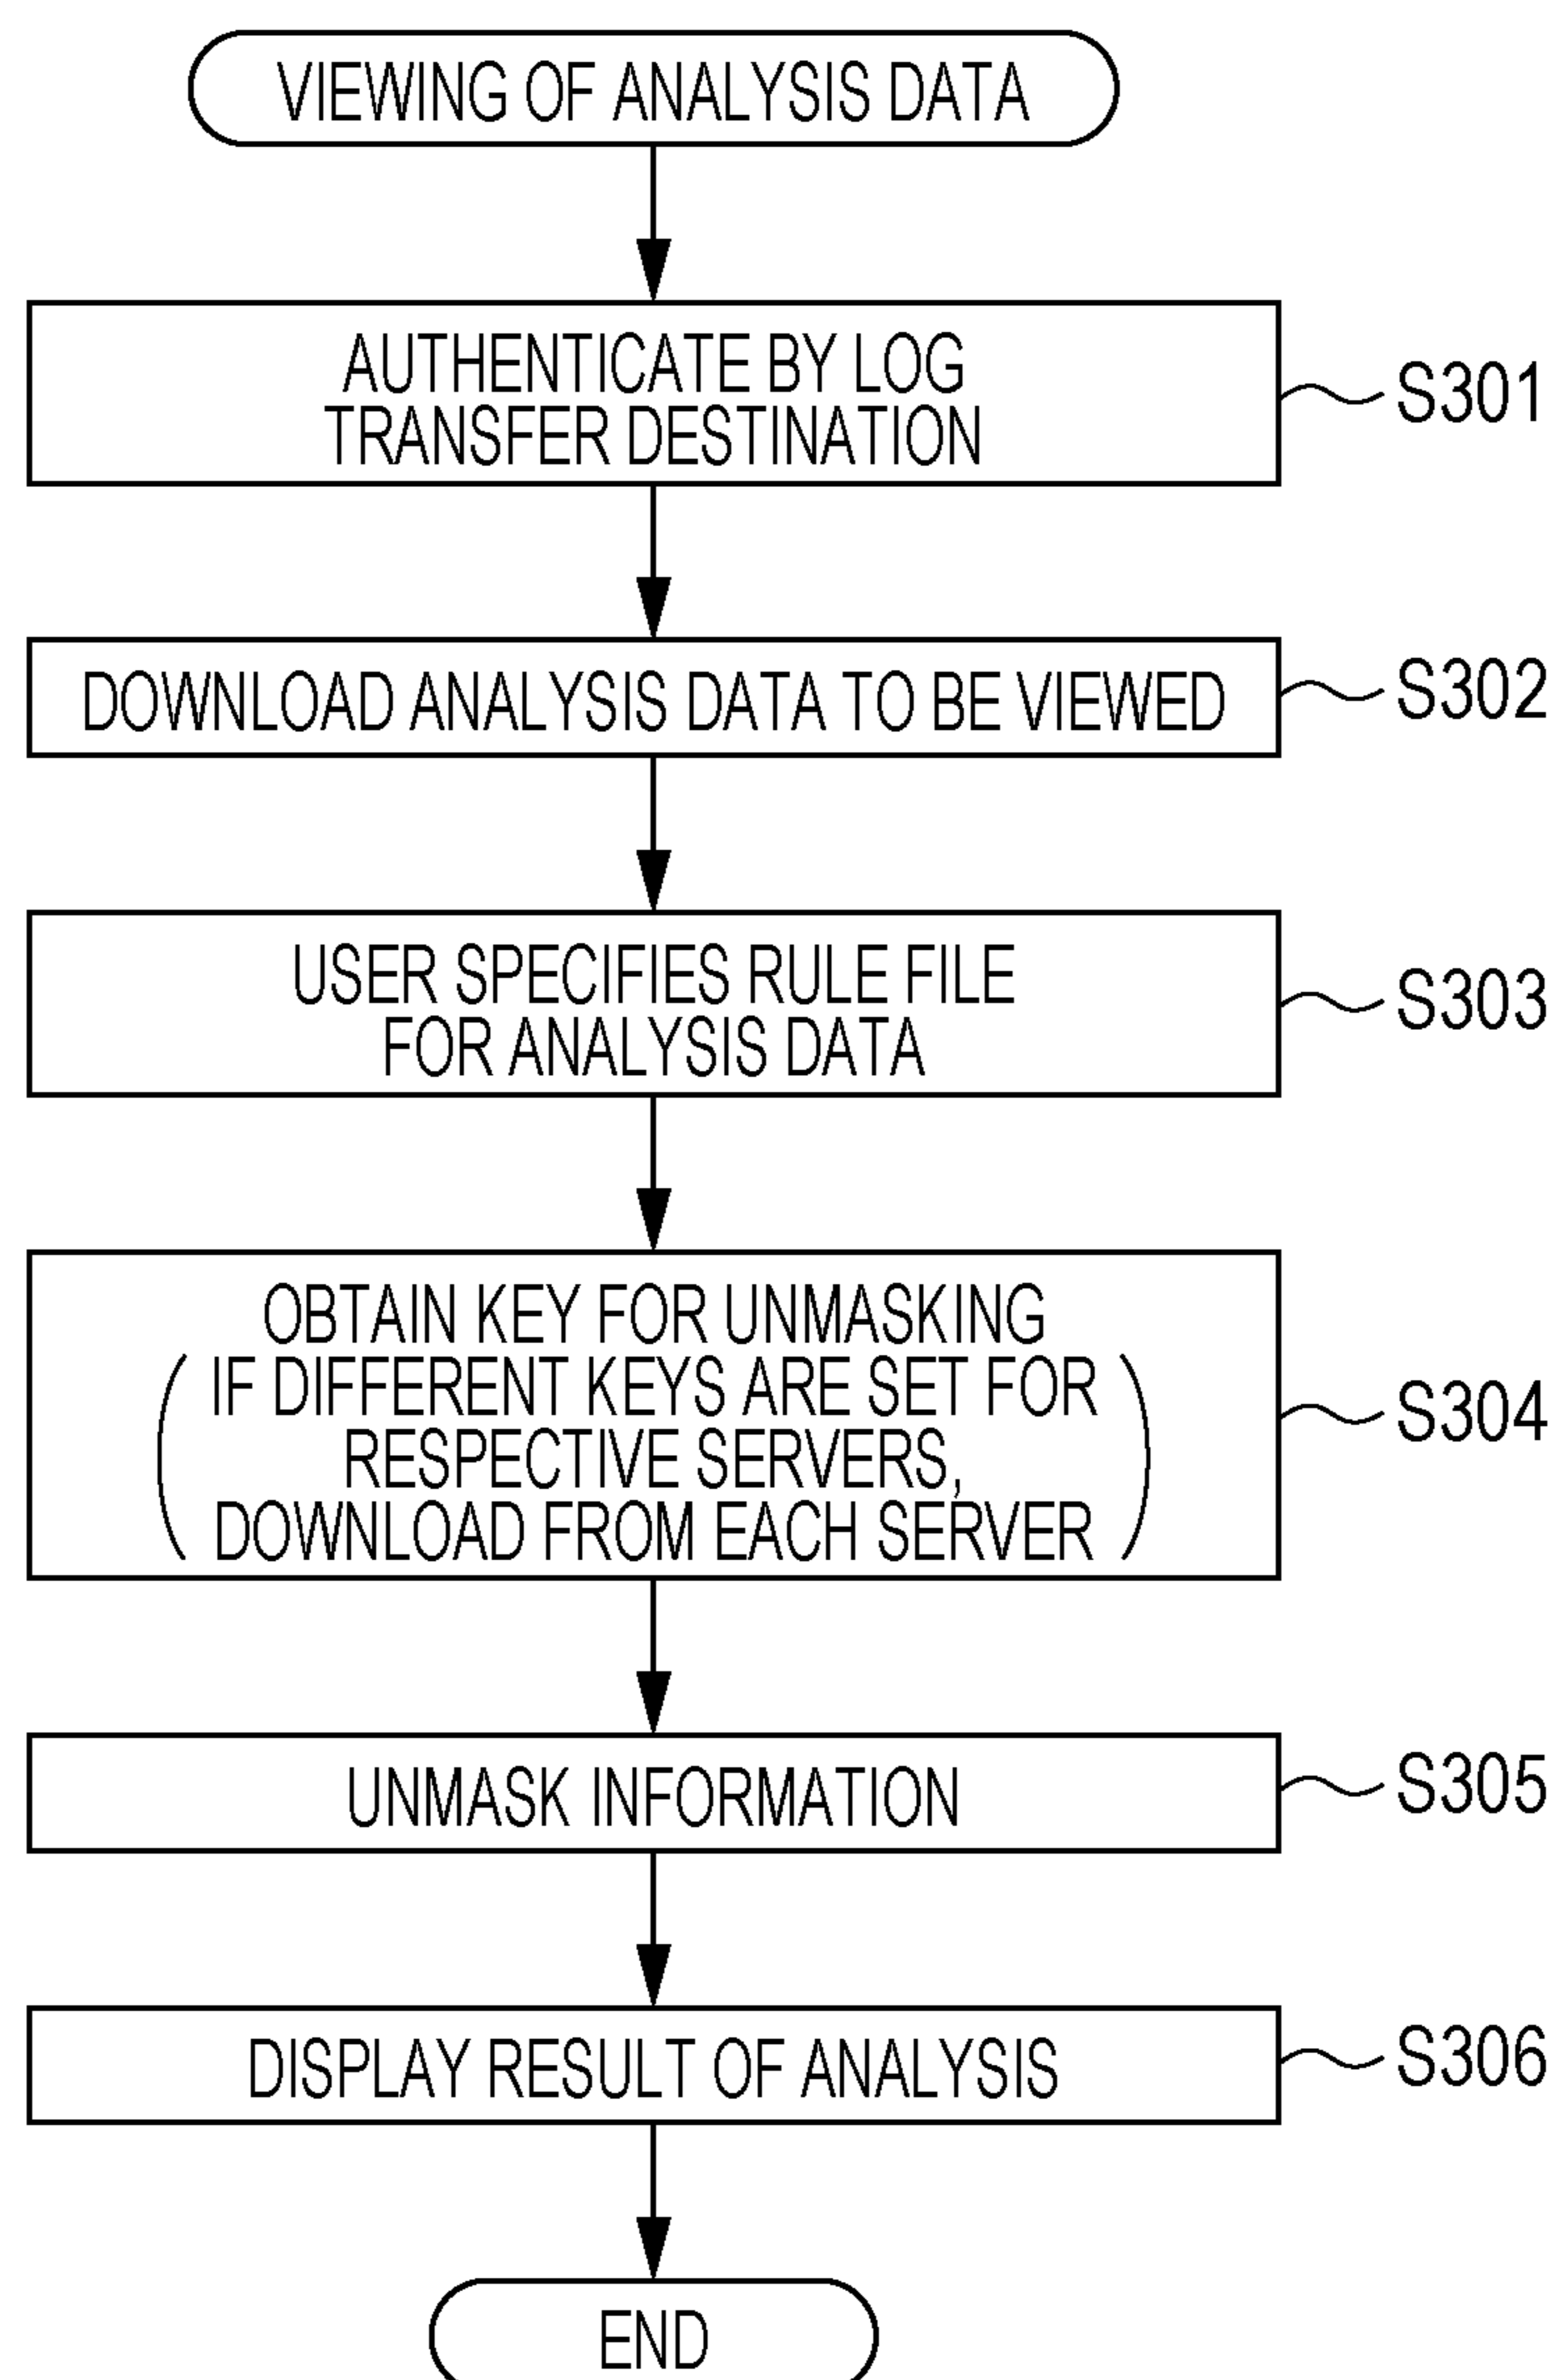 VIEWING OF ANALYSIS DATA
AUTHENTICATE BY LOG
TRANSFER DESTINATION
S301
DOWNLOAD ANALYSIS DATA TO BE VIEWED
S302
USER SPECIFIES RULE FILE
FOR ANALYSIS DATA
S303
OBTAIN KEY FOR UNMASKING
(IF DIFFERENT KEYS ARE SET FOR
RESPECTIVE SERVERS,
DOWNLOAD FROM EACH SERVER)
S304
UNMASK INFORMATION
S305
DISPLAY RESULT OF ANALYSIS
S306
END